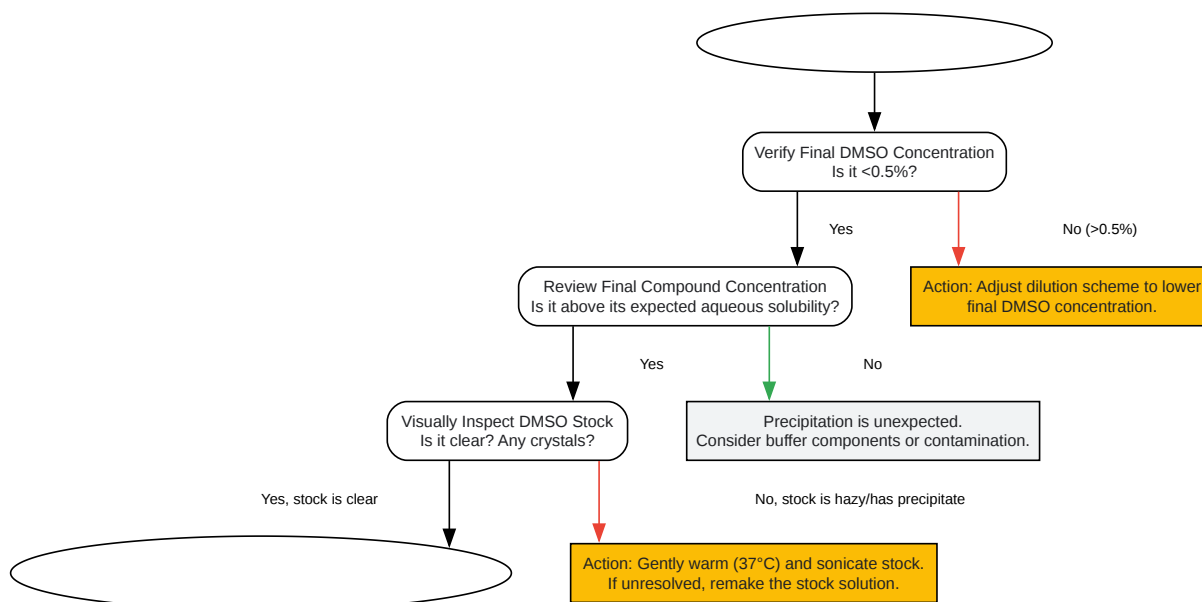 Verify Final DMSO Concentration
Is it <0.5%?
Yes
No (>0.5%)
Review Final Compound Concentration
Is it above its expected aqueous solubility?
Action: Adjust dilution scheme to lower
final DMSO concentration.
Yes
No
Visually Inspect DMSO Stock
Is it clear? Any crystals?
Precipitation is unexpected.
Consider buffer components or contamination.
Yes, stock is clear
No, stock is hazy/has precipitate
Action: Gently warm (37°C) and sonicate stock.
If unresolved, remake the stock solution.